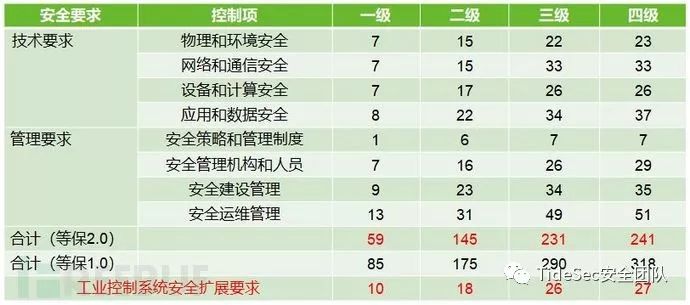 安全要求 控制项 一级 二级 三级 四级
技术要求 物理和环境安全 7 15 22 23
网络和通信安全 7 15 33 33
设备和计算安全 7 17 26 26
应用和数据安全 8 22 34 37
管理要求 安全策略和管理制度 1 6 7 7
安全管理机构和人员 7 16 26 29
安全建设管理 9 23 34 35
安全运维管理 13 31 49 51
合计（等保2.0） 59 145 231 241
合计（等保1.0） 85 175 290 318
TideSec安全团队
工业控制系统安全扩展要求 10 18 26 27